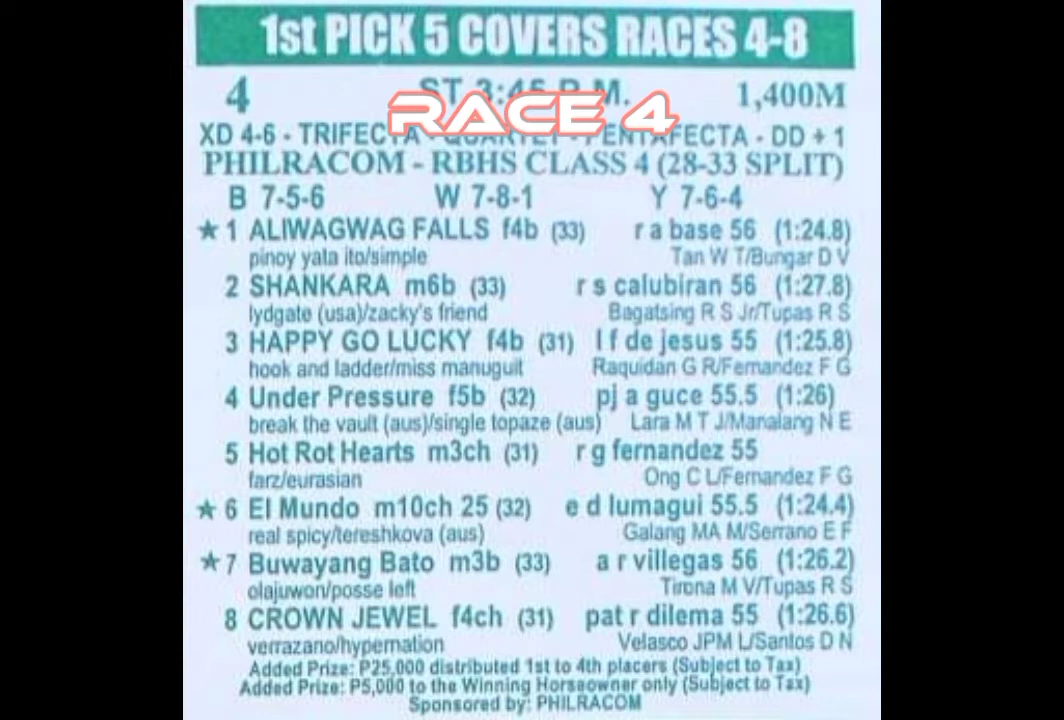 1st PICK 5 COVERS RACES 4-8
4 ST 3:45 P.M. 1,400M
RACE 4
XD 4-6 - TRIFECTA - QUARTET - PENTAFECTA - DD + 1
PHILRACOM - RBHS CLASS 4 (28-33 SPLIT)
B 7-5-6 W 7-8-1 Y 7-6-4
★ 1 ALIWAGWAG FALLS f4b (33) r a base 56 (1:24.8)
pinoy yata ito/simple Tan W T/Bungar D V
2 SHANKARA m6b (33) r s calubiran 56 (1:27.8)
lydgate (usa)/zacky's friend Bagatsing R S Jr/Tupas R S
3 HAPPY GO LUCKY f4b (31) l f de jesus 55 (1:25.8)
hook and ladder/miss manuguit Raquidan G R/Fernandez F G
4 Under Pressure f5b (32) pj a guce 55.5 (1:26)
break the vault (aus)/single topaze (aus) Lara M T J/Manalang N E
5 Hot Rot Hearts m3ch (31) r g fernandez 55
farz/eurasian Ong C L/Fernandez F G
★ 6 El Mundo m10ch 25 (32) e d lumagui 55.5 (1:24.4)
real spicy/tereshkova (aus) Galang MA M/Serrano E F
★ 7 Buwayang Bato m3b (33) a r villegas 56 (1:26.2)
olajuwon/posse left Tirona M V/Tupas R S
8 CROWN JEWEL f4ch (31) pat r dilema 55 (1:26.6)
verrazano/hypernation Velasco JPM L/Santos D N
Added Prize: P25,000 distributed 1st to 4th placers (Subject to Tax)
Added Prize: P5,000 to the Winning Horseowner only (Subject to Tax)
Sponsored by: PHILRACOM